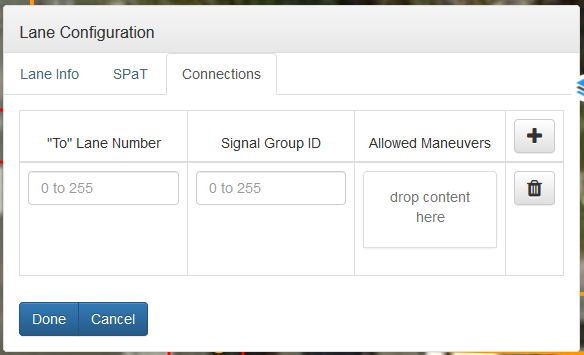 Lane Configuration
Lane Info SPaT Connections
"To" Lane Number Signal Group ID Allowed Maneuvers
0 to 255 0 to 255 drop content
here
Done Cancel